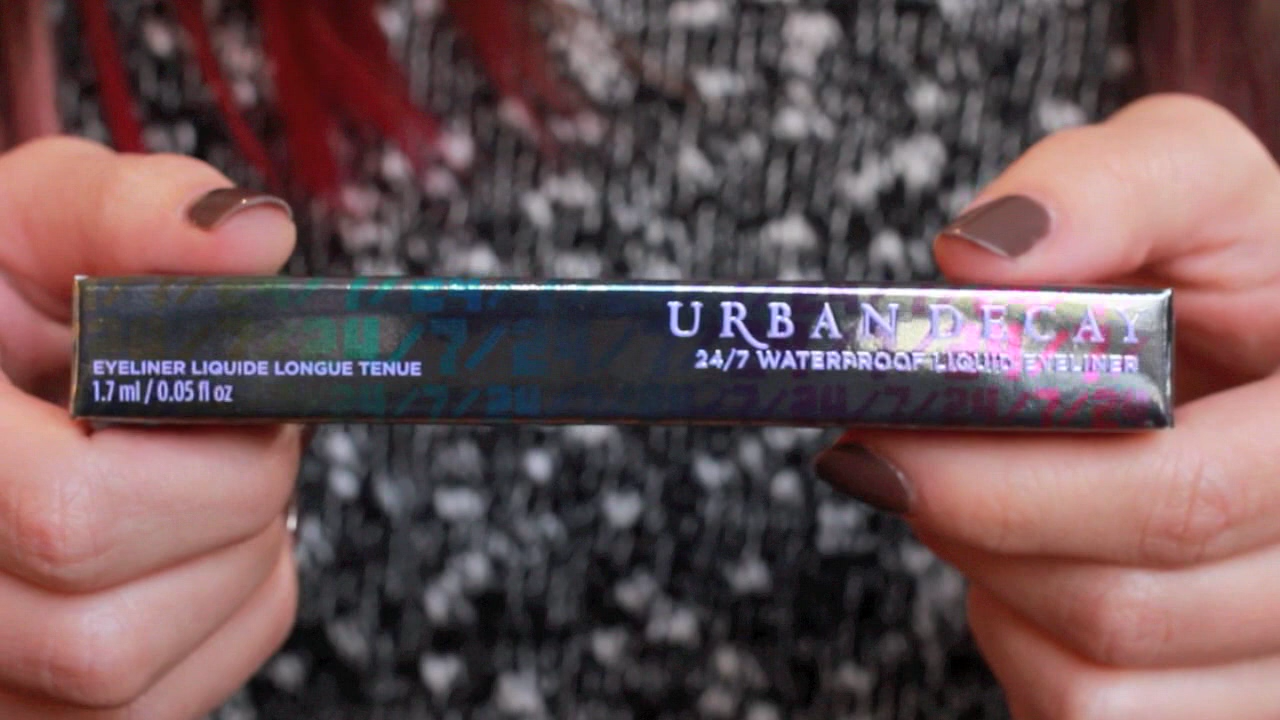 URBAN DECAY
24/7 WATERPROOF LIQUID EYELINER
EYELINER LIQUIDE LONGUE TENUE
1.7 ml / 0.05 fl oz